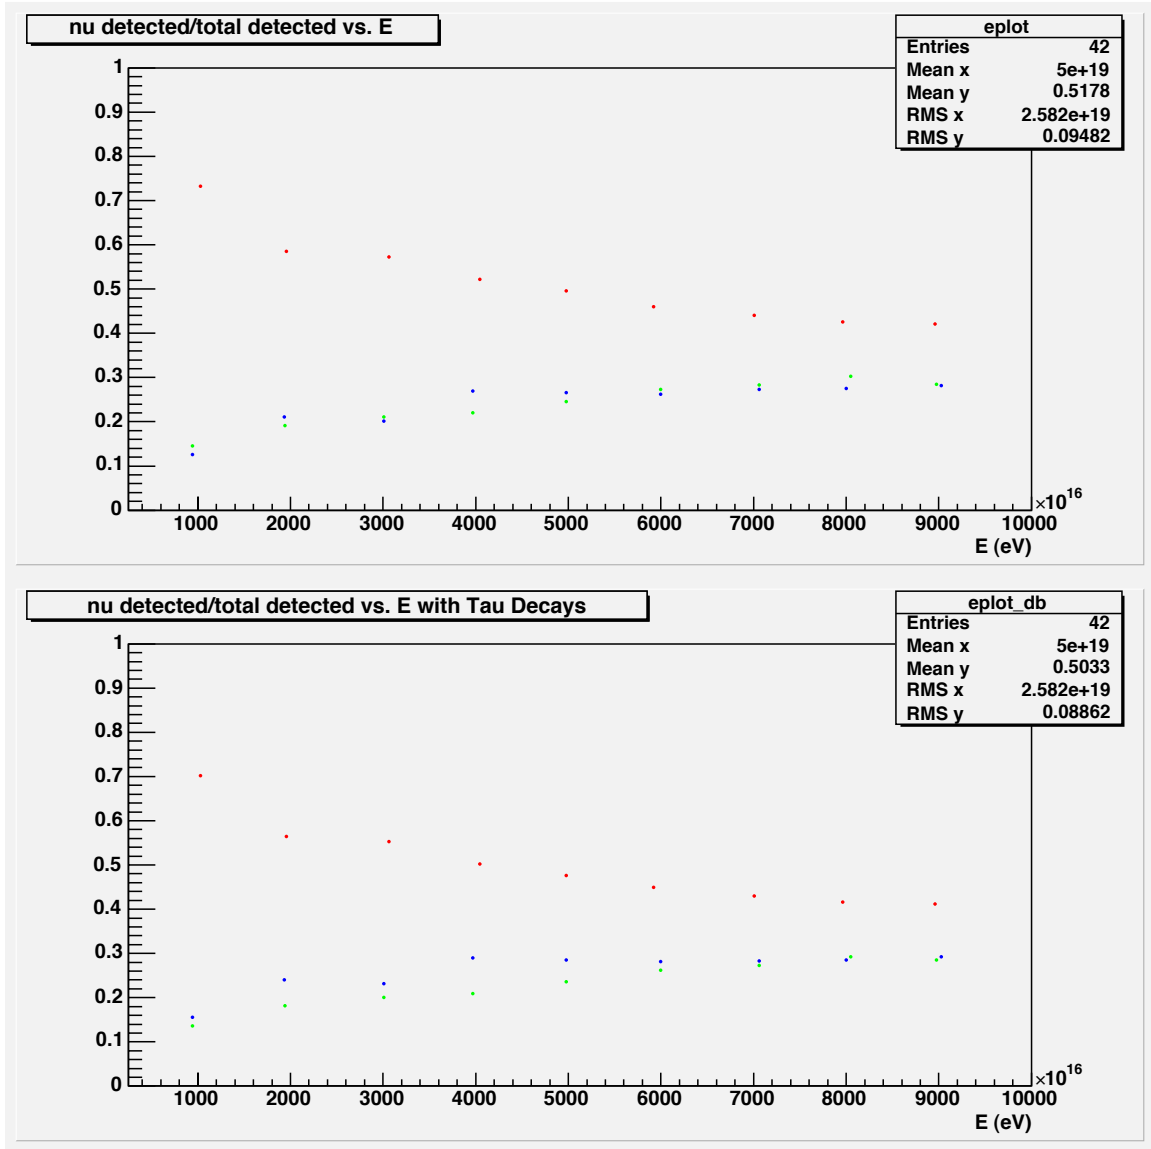 nu detected/total detected vs. E
eplot
Entries 42
Mean x 5e+19
Mean y 0.5178
RMS x 2.582e+19
RMS y 0.09482
1
0.9
0.8
0.7
0.6
0.5
0.4
0.3
0.2
0.1
0
1000 2000 3000 4000 5000 6000 7000 8000 9000 10000
×10^16
E (eV)
nu detected/total detected vs. E with Tau Decays
eplot_db
Entries 42
Mean x 5e+19
Mean y 0.5033
RMS x 2.582e+19
RMS y 0.08862
1
0.9
0.8
0.7
0.6
0.5
0.4
0.3
0.2
0.1
0
1000 2000 3000 4000 5000 6000 7000 8000 9000 10000
×10^16
E (eV)